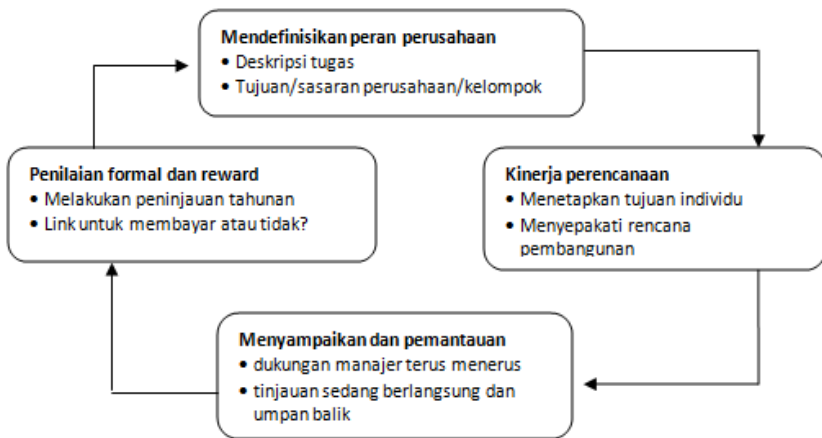 Mendefinisikan peran perusahaan
• Deskripsi tugas
• Tujuan/sasaran perusahaan/kelompok
Kinerja perencanaan
• Menetapkan tujuan individu
• Menyepakati rencana
pembangunan
Menyampaikan dan pemantauan
• dukungan manajer terus menerus
• tinjauan sedang berlangsung dan
umpan balik
Penilaian formal dan reward
• Melakukan peninjauan tahunan
• Link untuk membayar atau tidak?